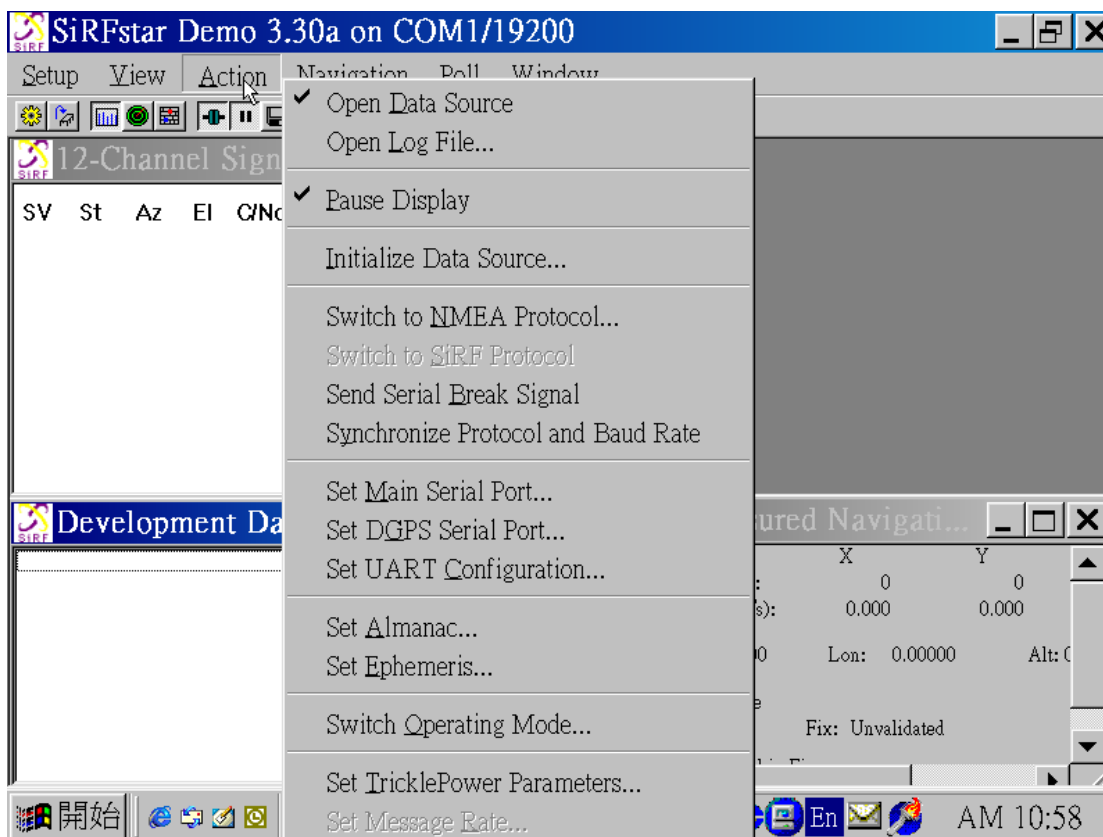 SiRFstar Demo 3.30a on COM1/19200
Setup View Action Navigation Poll Window
12-Channel Sign
SV St Az El C/No
Open Data Source
Open Log File...
Pause Display
Initialize Data Source...
Switch to NMEA Protocol...
Switch to SiRF Protocol
Send Serial Break Signal
Synchronize Protocol and Baud Rate
Set Main Serial Port...
Set DGPS Serial Port...
Set UART Configuration...
Set Almanac...
Set Ephemeris...
Switch Operating Mode...
Set TricklePower Parameters...
Set Message Rate...
Development Da
ured Navigati...
X Y
: 0 0
s): 0.000 0.000
Lon: 0.00000 Alt:
Fix: Unvalidated
開始
En
AM 10:58